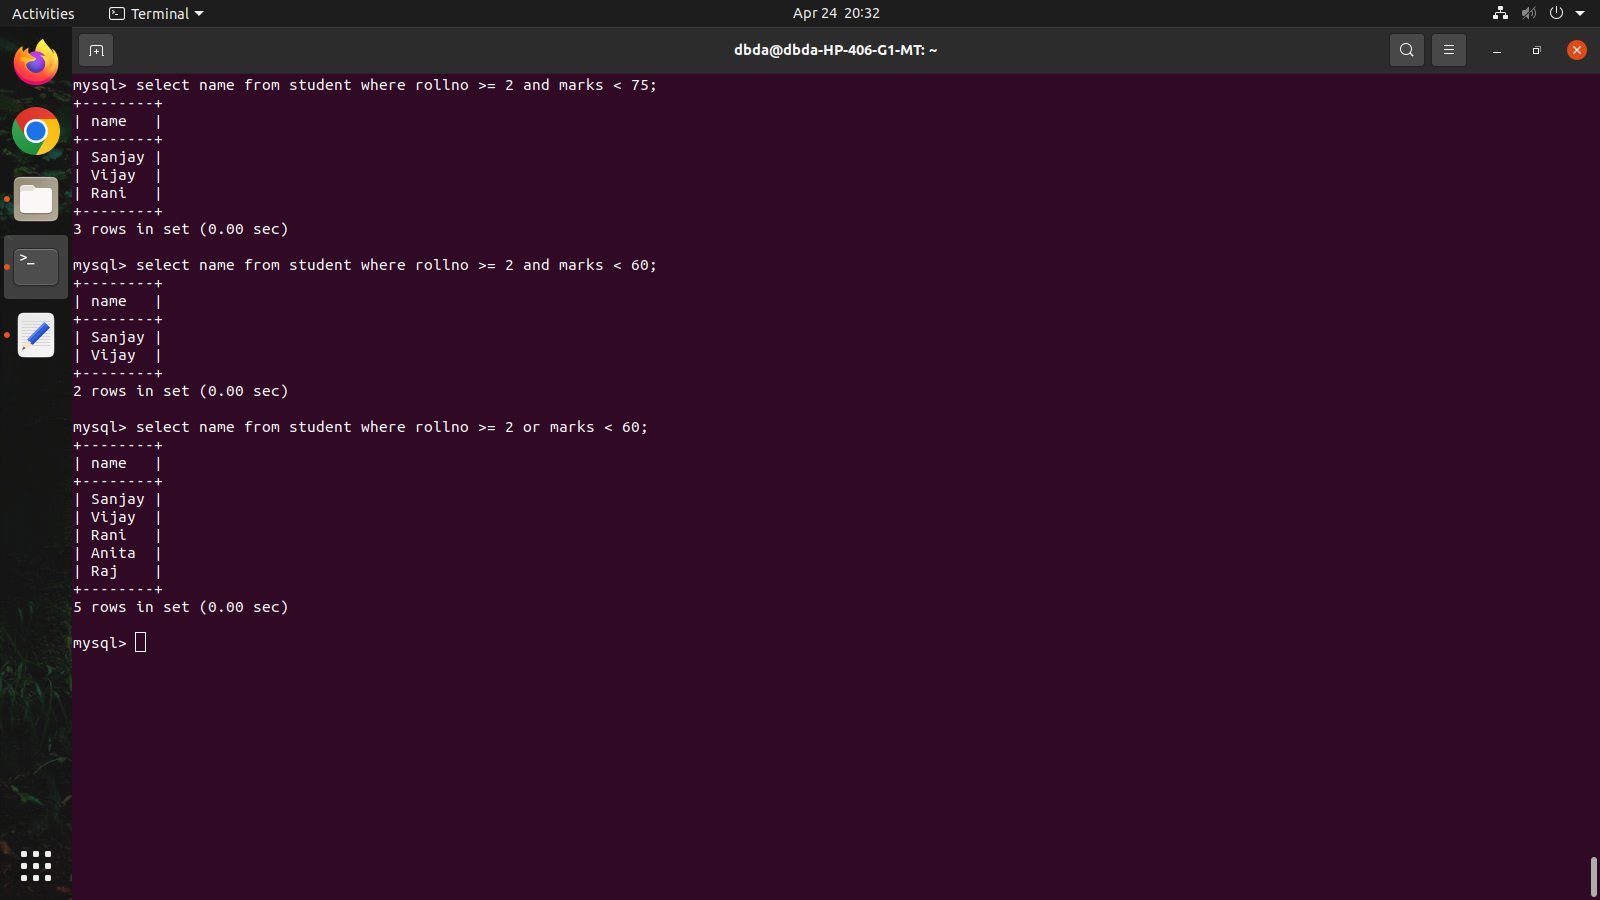 Activities Terminal Apr 24 20:32
dbda@dbda-HP-406-G1-MT: ~
mysql> select name from student where rollno >= 2 and marks < 75;
+--------+
| name   |
+--------+
| Sanjay |
| Vijay  |
| Rani   |
+--------+
3 rows in set (0.00 sec)

mysql> select name from student where rollno >= 2 and marks < 60;
+--------+
| name   |
+--------+
| Sanjay |
| Vijay  |
+--------+
2 rows in set (0.00 sec)

mysql> select name from student where rollno >= 2 or marks < 60;
+--------+
| name   |
+--------+
| Sanjay |
| Vijay  |
| Rani   |
| Anita  |
| Raj    |
+--------+
5 rows in set (0.00 sec)

mysql>